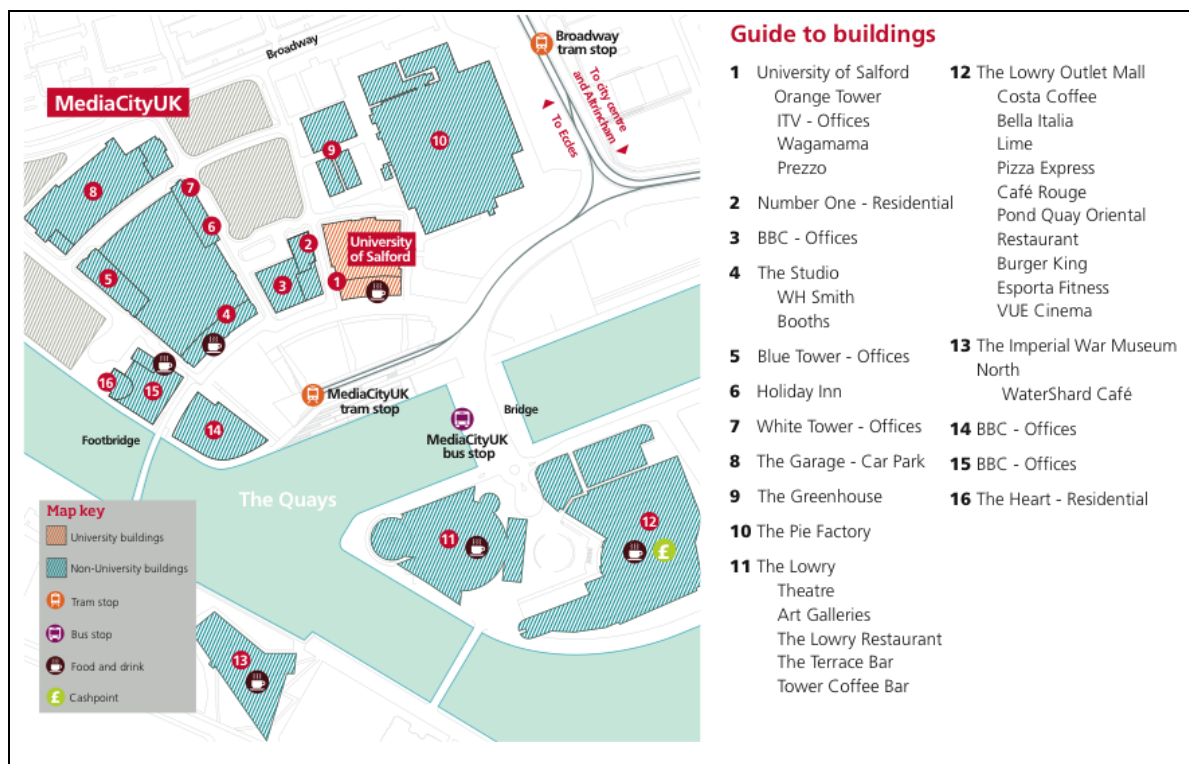 Broadway
Broadway
tram stop
MediaCityUK
To city centre
and Altrincham
To Eccles
10
9
8
7
6
2
University
of Salford
5
3
1
4
16
15
MediaCityUK
tram stop
14
Bridge
Footbridge
MediaCityUK
bus stop
The Quays
12
11
£
13
Map key
University buildings
Non-University buildings
Tram stop
Bus stop
Food and drink
£ Cashpoint
Guide to buildings
1 University of Salford
Orange Tower
ITV - Offices
Wagamama
Prezzo
2 Number One - Residential
3 BBC - Offices
4 The Studio
WH Smith
Booths
5 Blue Tower - Offices
6 Holiday Inn
7 White Tower - Offices
8 The Garage - Car Park
9 The Greenhouse
10 The Pie Factory
11 The Lowry
Theatre
Art Galleries
The Lowry Restaurant
The Terrace Bar
Tower Coffee Bar
12 The Lowry Outlet Mall
Costa Coffee
Bella Italia
Lime
Pizza Express
Café Rouge
Pond Quay Oriental
Restaurant
Burger King
Esporta Fitness
VUE Cinema
13 The Imperial War Museum
North
WaterShard Café
14 BBC - Offices
15 BBC - Offices
16 The Heart - Residential